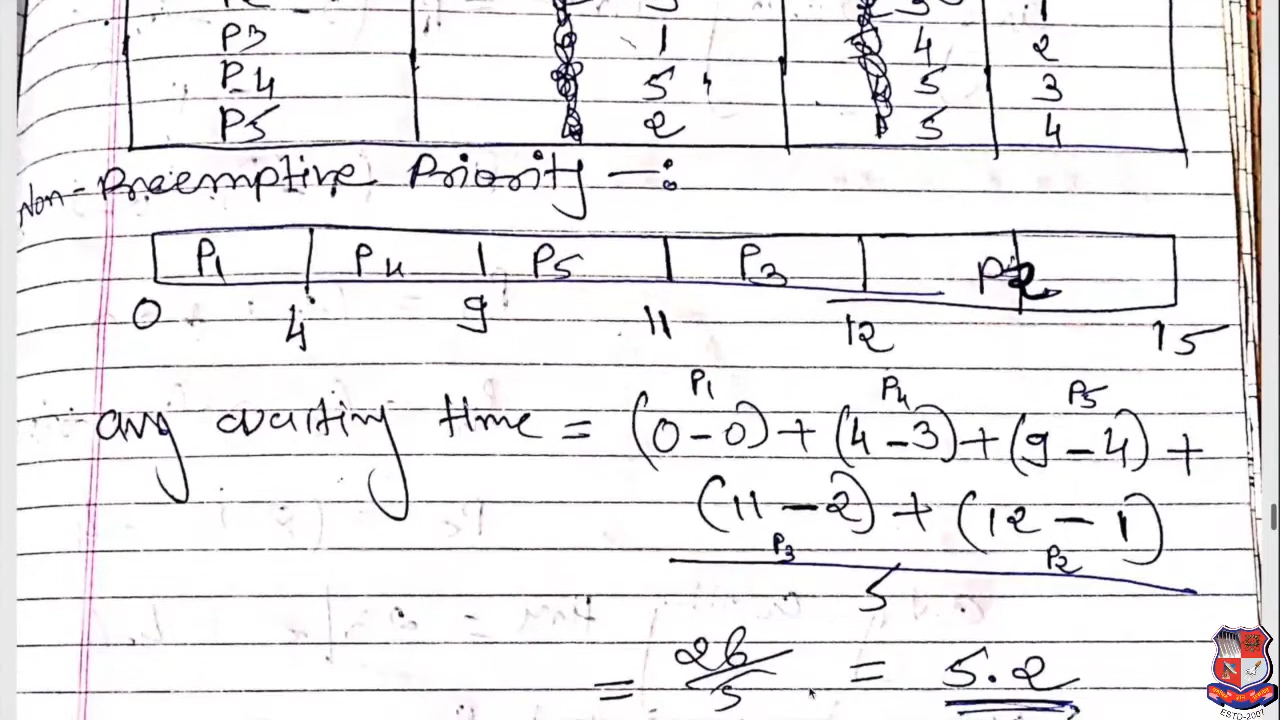 3 1
P3 1 4 2
P4 5 5 3
P5 2 5 4
Non-Preemptive Priority —:
P1 P4 P5 P3 P2
0 4 9 11 12 15
P1 P4 P5
avg waiting time = (0-0)+(4-3)+(9-4)+
(11-2)+(12-1)
P3 P2
5
= 26/5 = 5.2